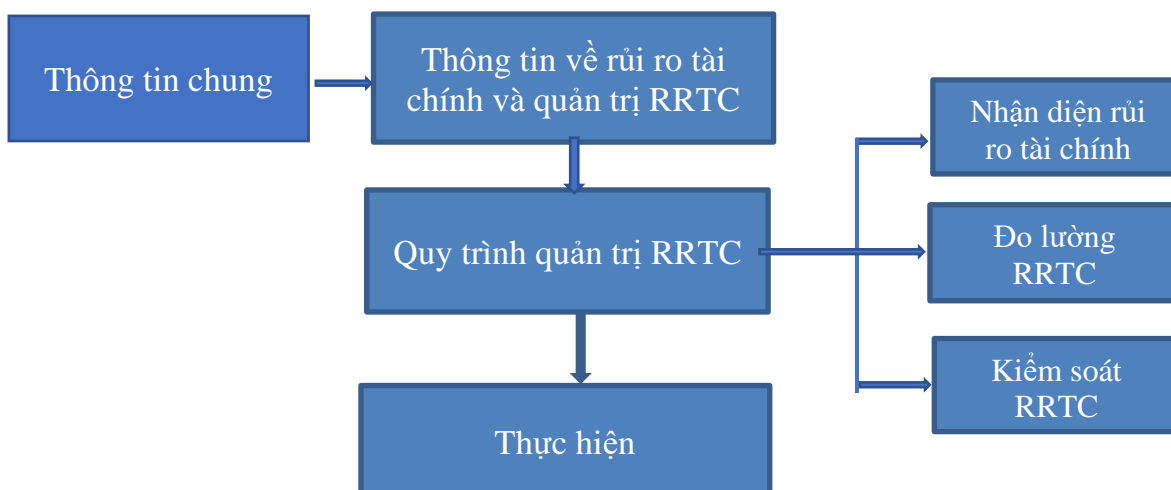 Thông tin chung
Thông tin về rủi ro tài
chính và quản trị RRTC
Nhận diện rủi
ro tài chính
Quy trình quản trị RRTC
Đo lường
RRTC
Kiểm soát
RRTC
Thực hiện